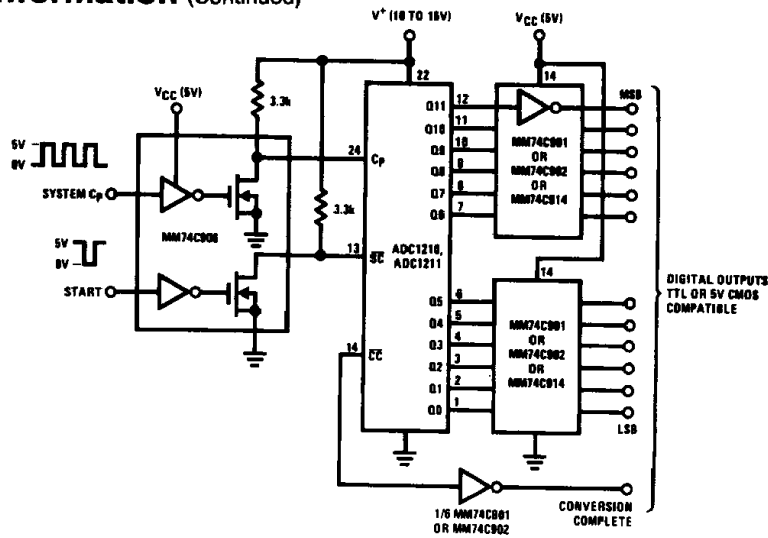 Information (Continued)
V+ (10 TO 15V)
VCC (5V)
22
14
VCC (5V)
3.3k
5V
0V
24
CP
SYSTEM CP
MM74C906
3.3k
5V
0V
START
13
SC
14
CC
ADC1210,
ADC1211
Q11
12
Q10
11
Q9
10
Q8
9
Q7
8
Q6
7
MM74C901
OR
MM74C902
OR
MM74C914
MSB
14
Q5
6
Q4
5
Q3
4
Q2
3
Q1
2
Q0
1
MM74C901
OR
MM74C902
OR
MM74C914
LSB
DIGITAL OUTPUTS
TTL OR 5V CMOS
COMPATIBLE
1/6 MM74C901
OR MM74C902
CONVERSION
COMPLETE